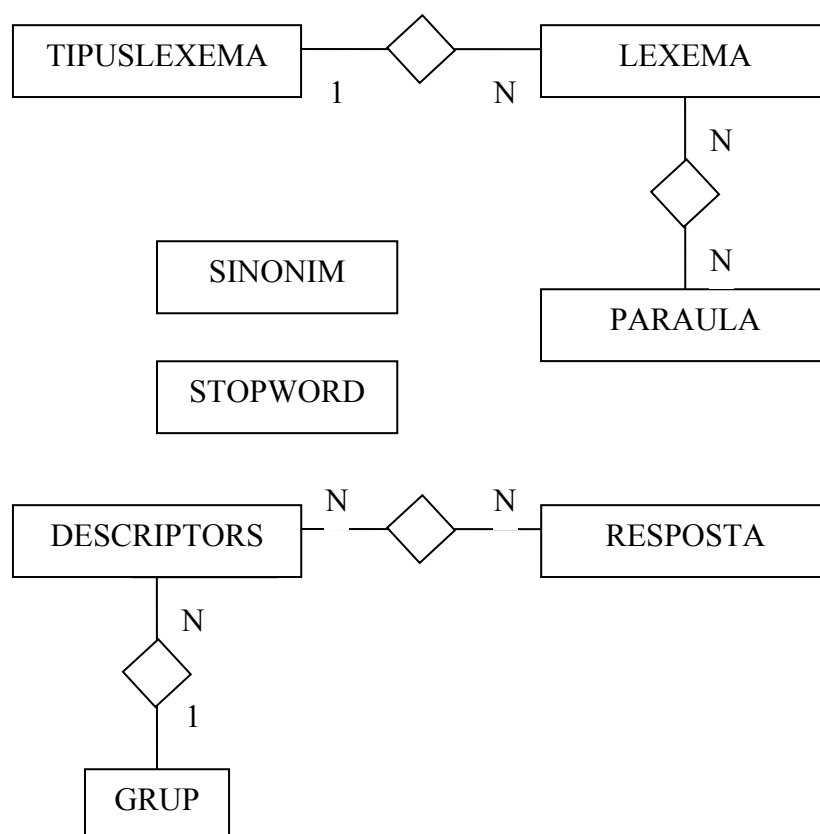 TIPUSLEXEMA
1
N
LEXEMA
N
N
PARAULA
SINONIM
STOPWORD
DESCRIPTORS
N
N
RESPOSTA
N
1
GRUP